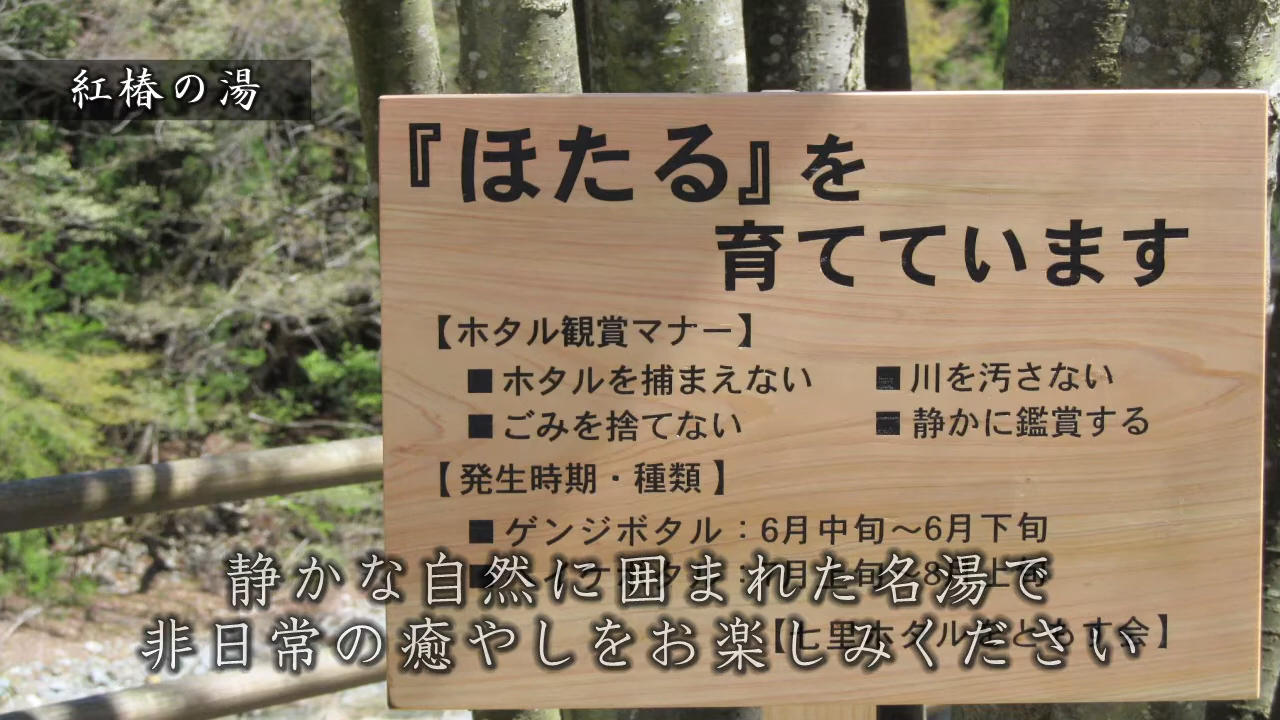 紅椿の湯
『ほたる』を
育てています
【ホタル観賞マナー】
■ホタルを捕まえない ■川を汚さない
■ごみを捨てない ■静かに鑑賞する
【発生時期・種類】
■ゲンジボタル：6月中旬～6月下旬
静かな自然に囲まれた名湯で
非日常の癒やしをお楽しみください